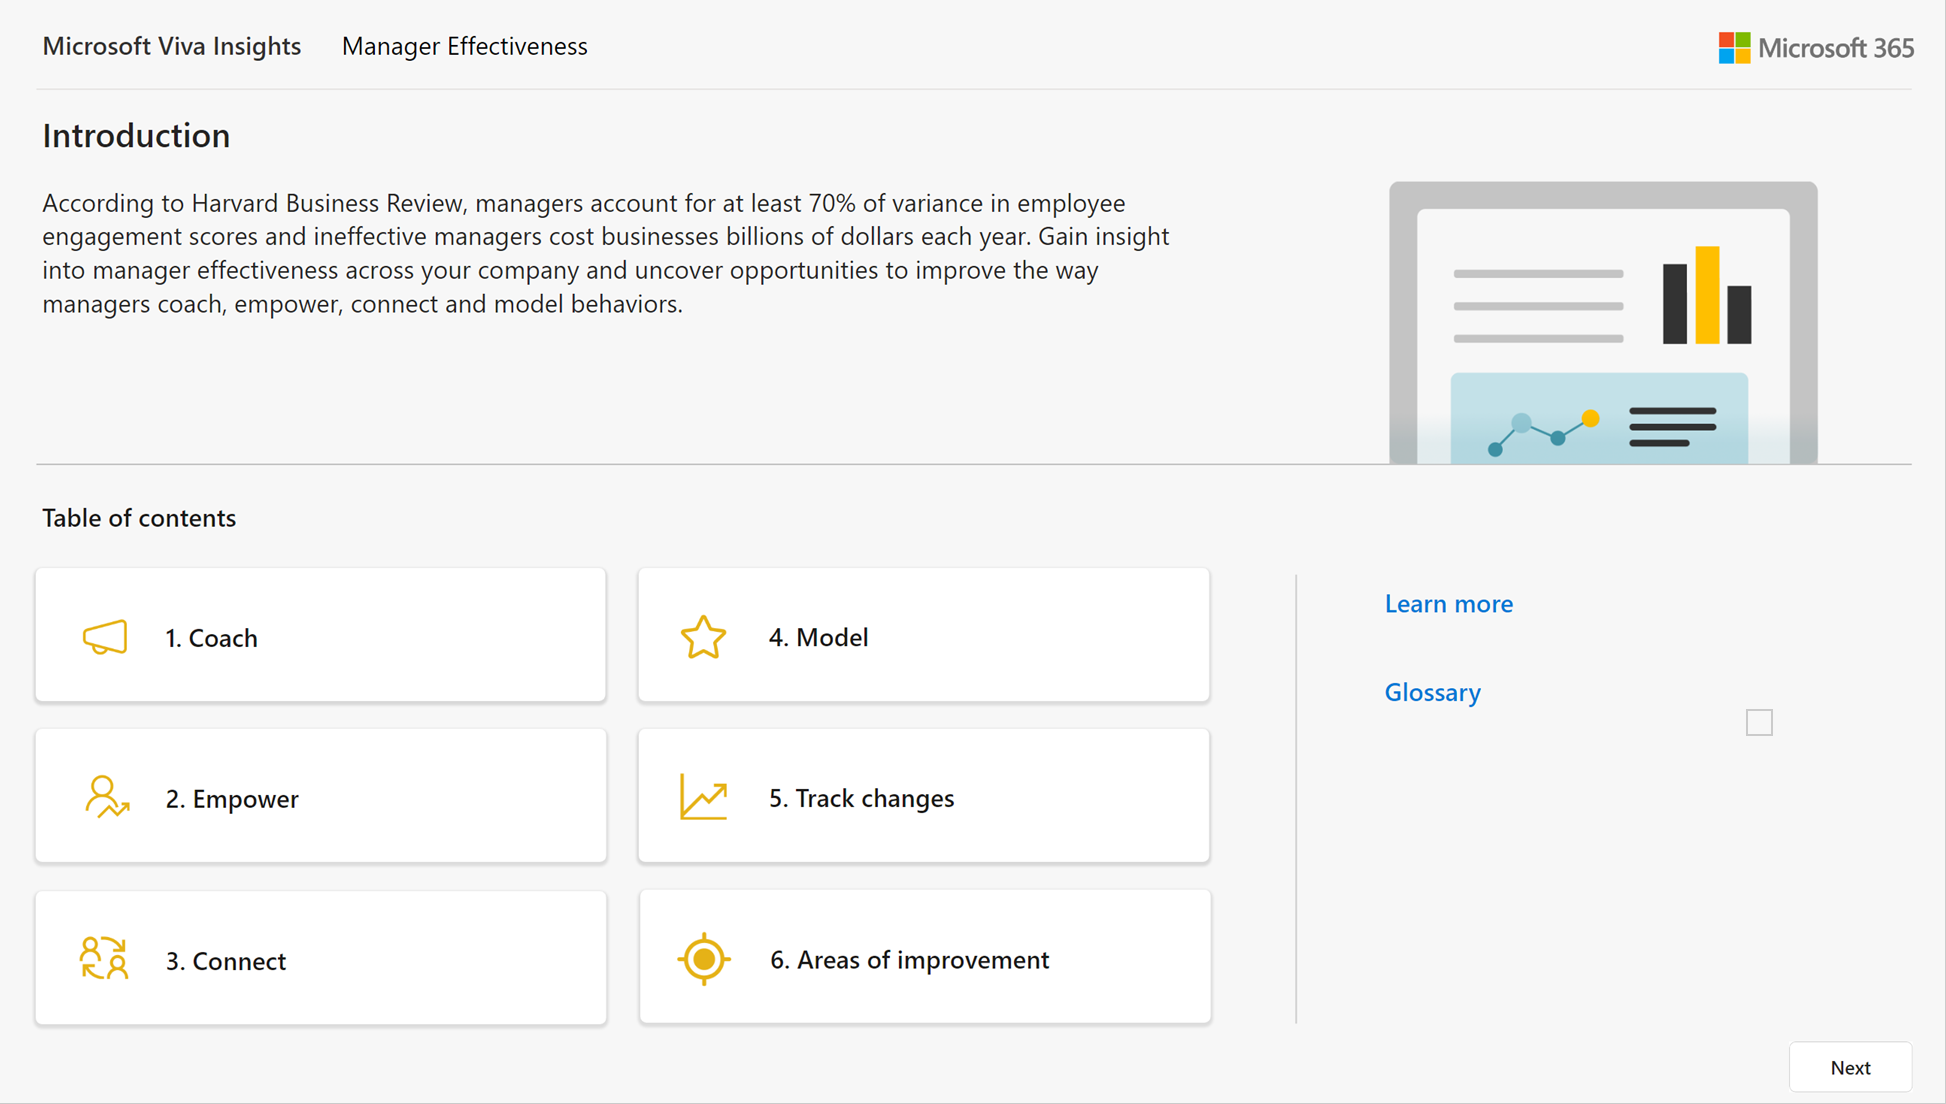 Microsoft Viva Insights
Manager Effectiveness
Microsoft 365
Introduction
According to Harvard Business Review, managers account for at least 70% of variance in employee
engagement scores and ineffective managers cost businesses billions of dollars each year. Gain insight
into manager effectiveness across your company and uncover opportunities to improve the way
managers coach, empower, connect and model behaviors.
Table of contents
1. Coach
2. Empower
3. Connect
4. Model
5. Track changes
6. Areas of improvement
Learn more
Glossary
Next